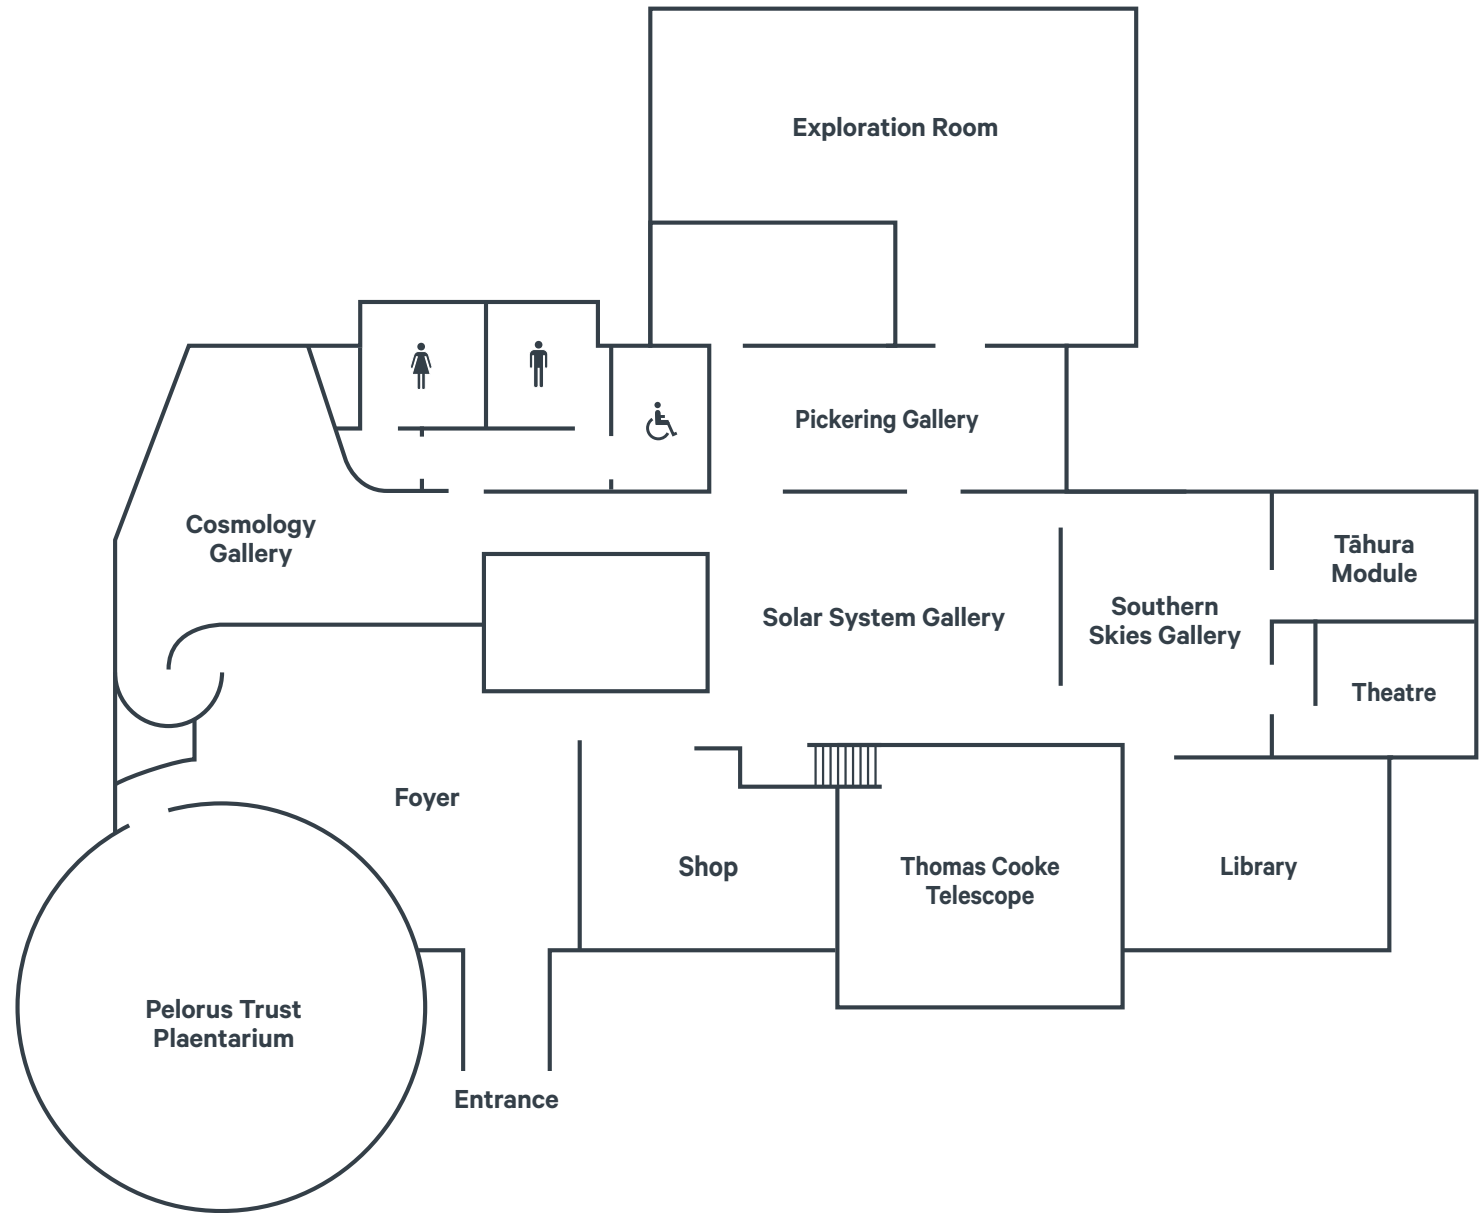 Exploration Room
Pickering Gallery
Cosmology
Gallery
Tāhura
Module
Solar System Gallery
Southern
Skies Gallery
Theatre
Foyer
Shop
Thomas Cooke
Telescope
Library
Pelorus Trust
Plaentarium
Entrance